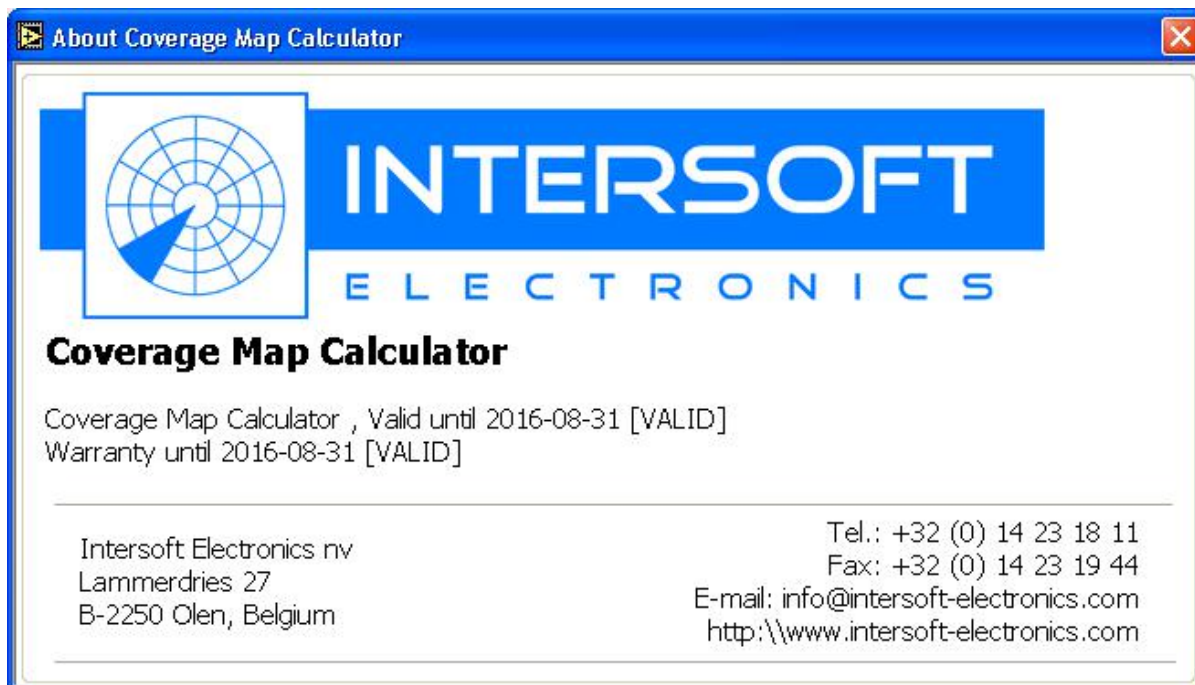 About Coverage Map Calculator
INTERSOFT
ELECTRONICS
Coverage Map Calculator
Coverage Map Calculator , Valid until 2016-08-31 [VALID]
Warranty until 2016-08-31 [VALID]
Intersoft Electronics nv
Lammerdries 27
B-2250 Olen, Belgium
Tel.: +32 (0) 14 23 18 11
Fax: +32 (0) 14 23 19 44
E-mail: info@intersoft-electronics.com
http:\\www.intersoft-electronics.com